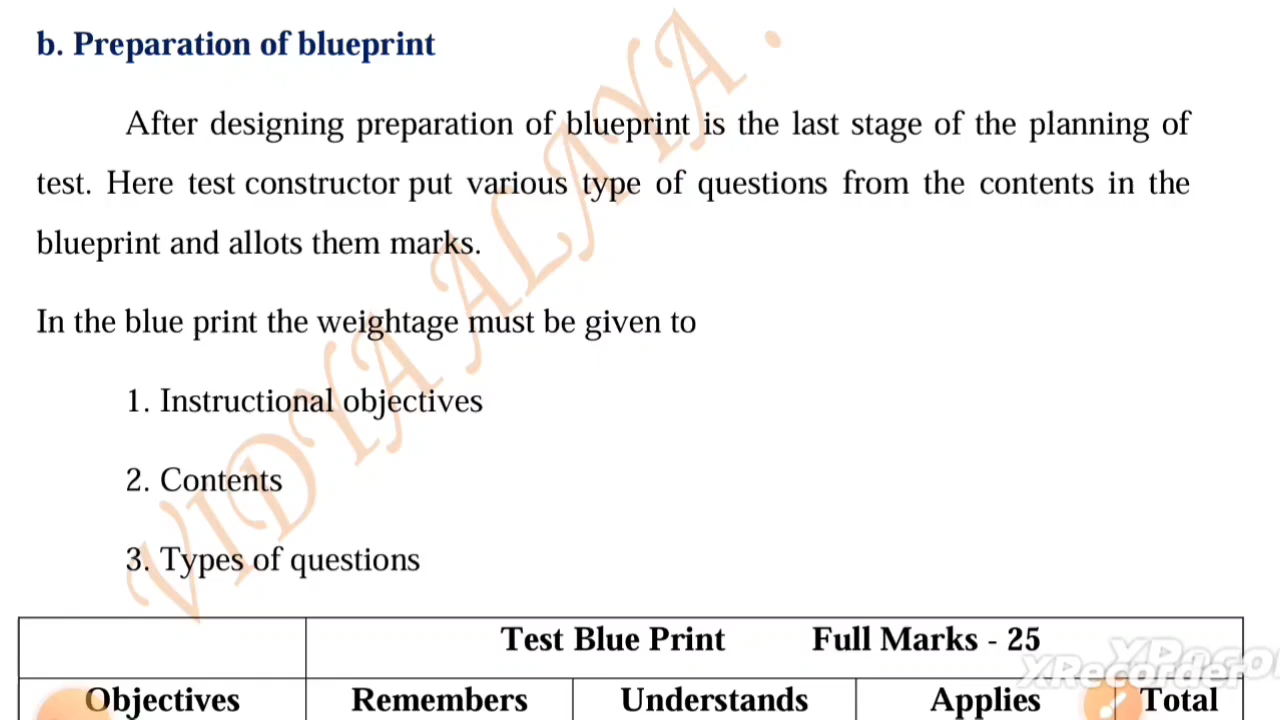 b. Preparation of blueprint
After designing preparation of blueprint is the last stage of the planning of
test. Here test constructor put various type of questions from the contents in the
blueprint and allots them marks.
In the blue print the weightage must be given to
1. Instructional objectives
2. Contents
3. Types of questions
VIDYA ALAYA
Test Blue Print Full Marks - 25
XRecorder
Objectives Remembers Understands Applies Total